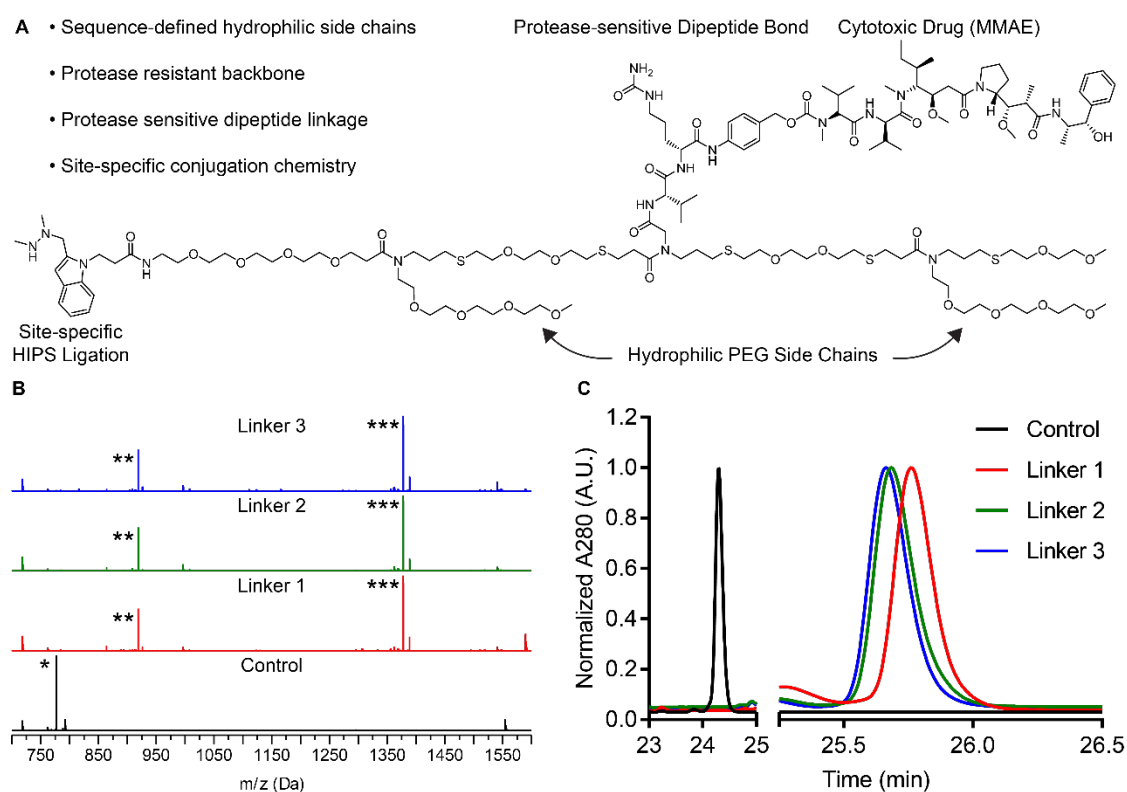 A
• Sequence-defined hydrophilic side chains
• Protease resistant backbone
• Protease sensitive dipeptide linkage
• Site-specific conjugation chemistry
Protease-sensitive Dipeptide Bond
Cytotoxic Drug (MMAE)
Site-specific
HIPS Ligation
Hydrophilic PEG Side Chains
B
Linker 3
**
***
Linker 2
**
***
Linker 1
**
***
Control
*
750 850 950 1050 1150 1250 1350 1450 1550
m/z (Da)
C
Normalized A280 (A.U.)
1.2
1.0
0.8
0.6
0.4
0.2
0.0
Control
Linker 1
Linker 2
Linker 3
23 24 25 25.5 26.0 26.5
Time (min)